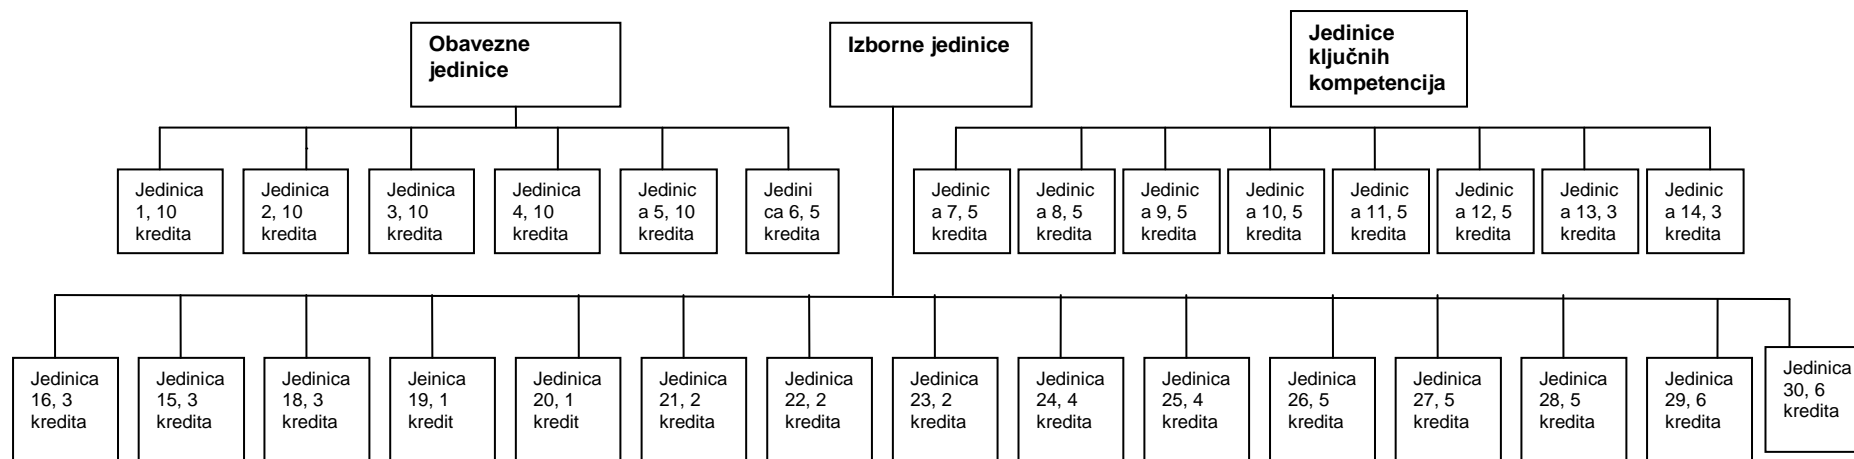 Obavezne
jedinice
Izborne jedinice
Jedinice
ključnih
kompetencija
Jedinica
1, 10
kredita
Jedinica
2, 10
kredita
Jedinica
3, 10
kredita
Jedinica
4, 10
kredita
Jedinic
a 5, 10
kredita
Jedini
ca 6, 5
kredita
Jedinic
a 7, 5
kredita
Jedinic
a 8, 5
kredita
Jedinic
a 9, 5
kredita
Jedinic
a 10, 5
kredita
Jedinic
a 11, 5
kredita
Jedinic
a 12, 5
kredita
Jedinic
a 13, 3
kredita
Jedinic
a 14, 3
kredita
Jedinica
16, 3
kredita
Jedinica
15, 3
kredita
Jedinica
18, 3
kredita
Jeinica
19, 1
kredit
Jedinica
20, 1
kredit
Jedinica
21, 2
kredita
Jedinica
22, 2
kredita
Jedinica
23, 2
kredita
Jedinica
24, 4
kredita
Jedinica
25, 4
kredita
Jedinica
26, 5
kredita
Jedinica
27, 5
kredita
Jedinica
28, 5
kredita
Jedinica
29, 6
kredita
Jedinica
30, 6
kredita